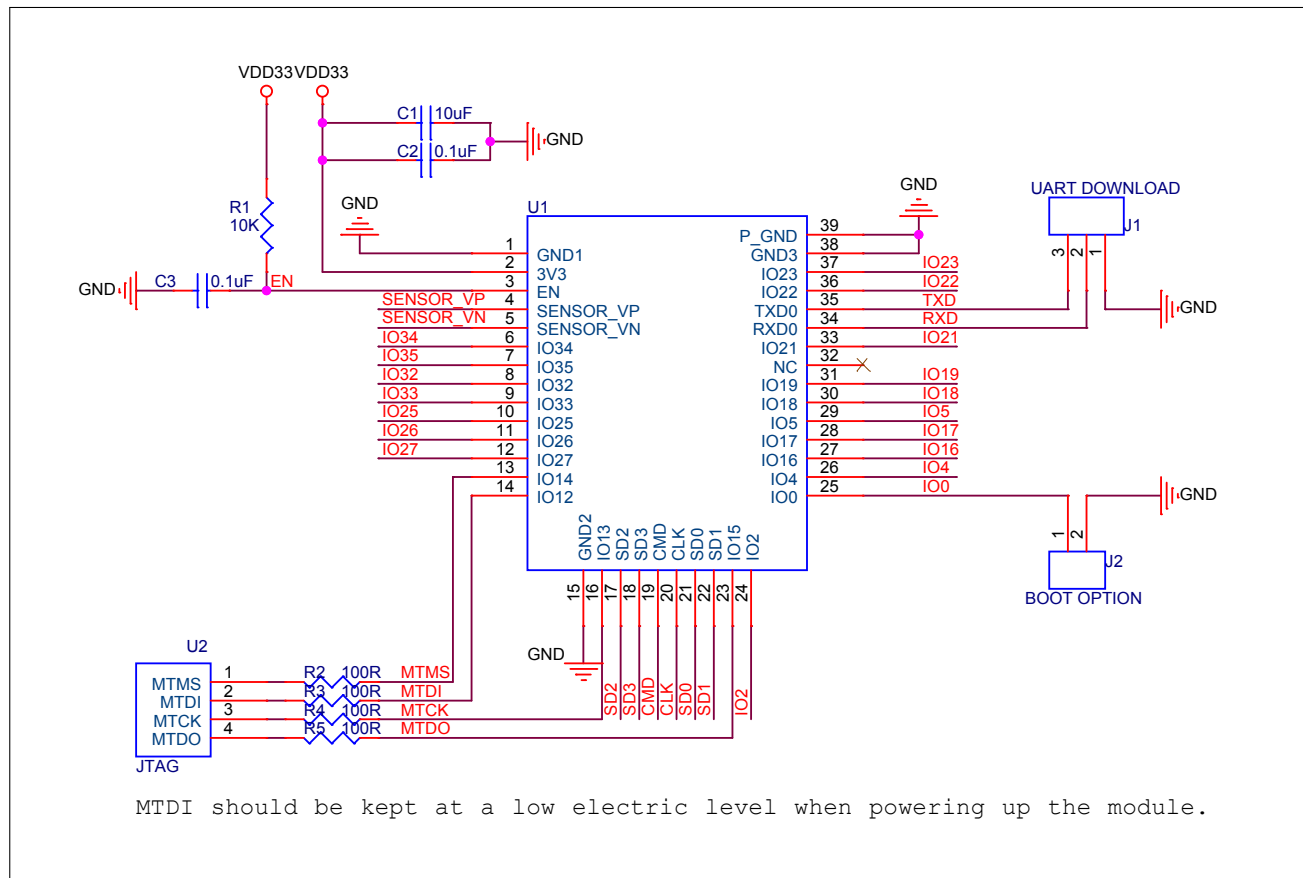 VDD33 VDD33
C1 10uF
C2 0.1uF
GND
R1
10K
GND
C3 0.1uF
EN
GND
U1
1 GND1
2 3V3
3 EN
SENSOR_VP 4 SENSOR_VP
SENSOR_VN 5 SENSOR_VN
IO34 6 IO34
IO35 7 IO35
IO32 8 IO32
IO33 9 IO33
IO25 10 IO25
IO26 11 IO26
IO27 12 IO27
13 IO14
14 IO12
GND
P_GND 39
GND3 38
IO23 37 IO23
IO22 36 IO22
TXD0 35 TXD
RXD0 34 RXD
IO21 33 IO21
NC 32
IO19 31 IO19
IO18 30 IO18
IO5 29 IO5
IO17 28 IO17
IO16 27 IO16
IO4 26 IO4
IO0 25 IO0
UART DOWNLOAD
J1
3 2 1
GND
GND
1 2
J2
BOOT OPTION
GND2 IO13 SD2 SD3 CMD CLK SD0 SD1 IO15 IO2
15 16 17 18 19 20 21 22 23 24
GND
SD2 SD3 CMD CLK SD0 SD1 IO2
U2
MTMS 1 R2 100R MTMS
MTDI 2 R3 100R MTDI
MTCK 3 R4 100R MTCK
MTDO 4 R5 100R MTDO
JTAG
MTDI should be kept at a low electric level when powering up the module.